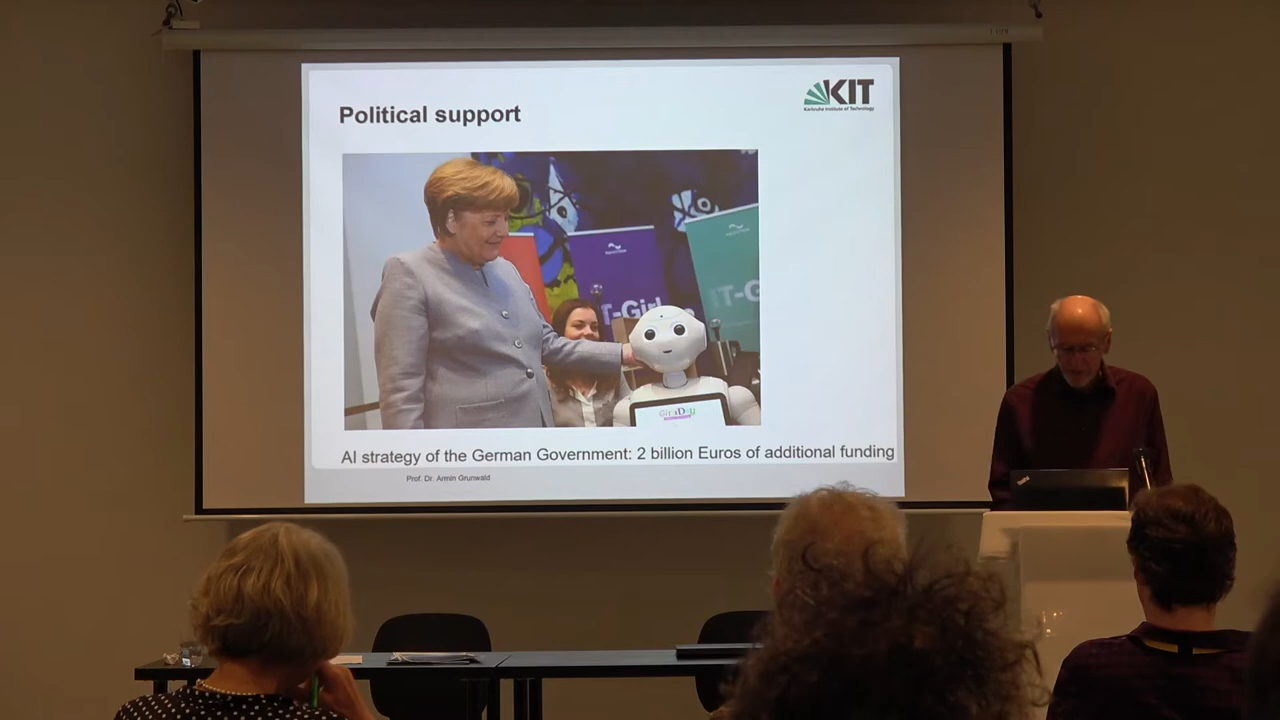 Political support
KIT
Karlsruhe Institute of Technology
T-Girl
IT-G
AI strategy of the German Government: 2 billion Euros of additional funding
Prof. Dr. Armin Grunwald